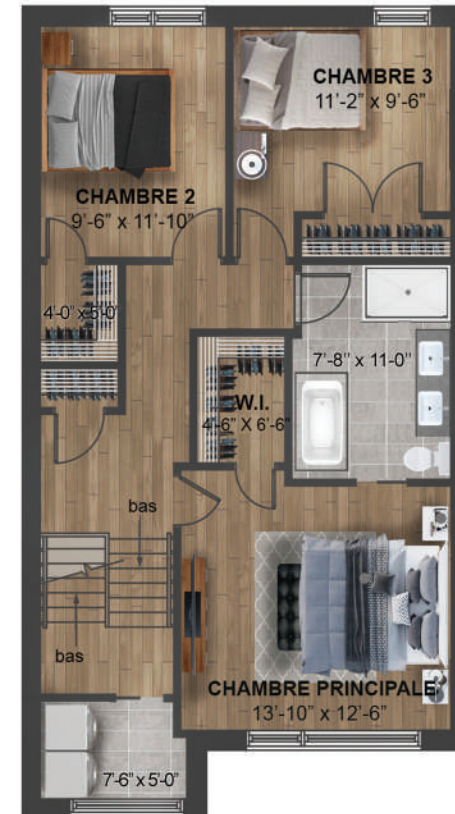 CHAMBRE 3
11'-2" x 9'-6"
CHAMBRE 2
9'-6" x 11'-10"
4'-0" x 5'-0"
7'-8" x 11-0"
W.I.
4'-6" X 6'-6"
bas
bas
CHAMBRE PRINCIPALE
13'-10" x 12'-6"
7'-6" x 5'-0"